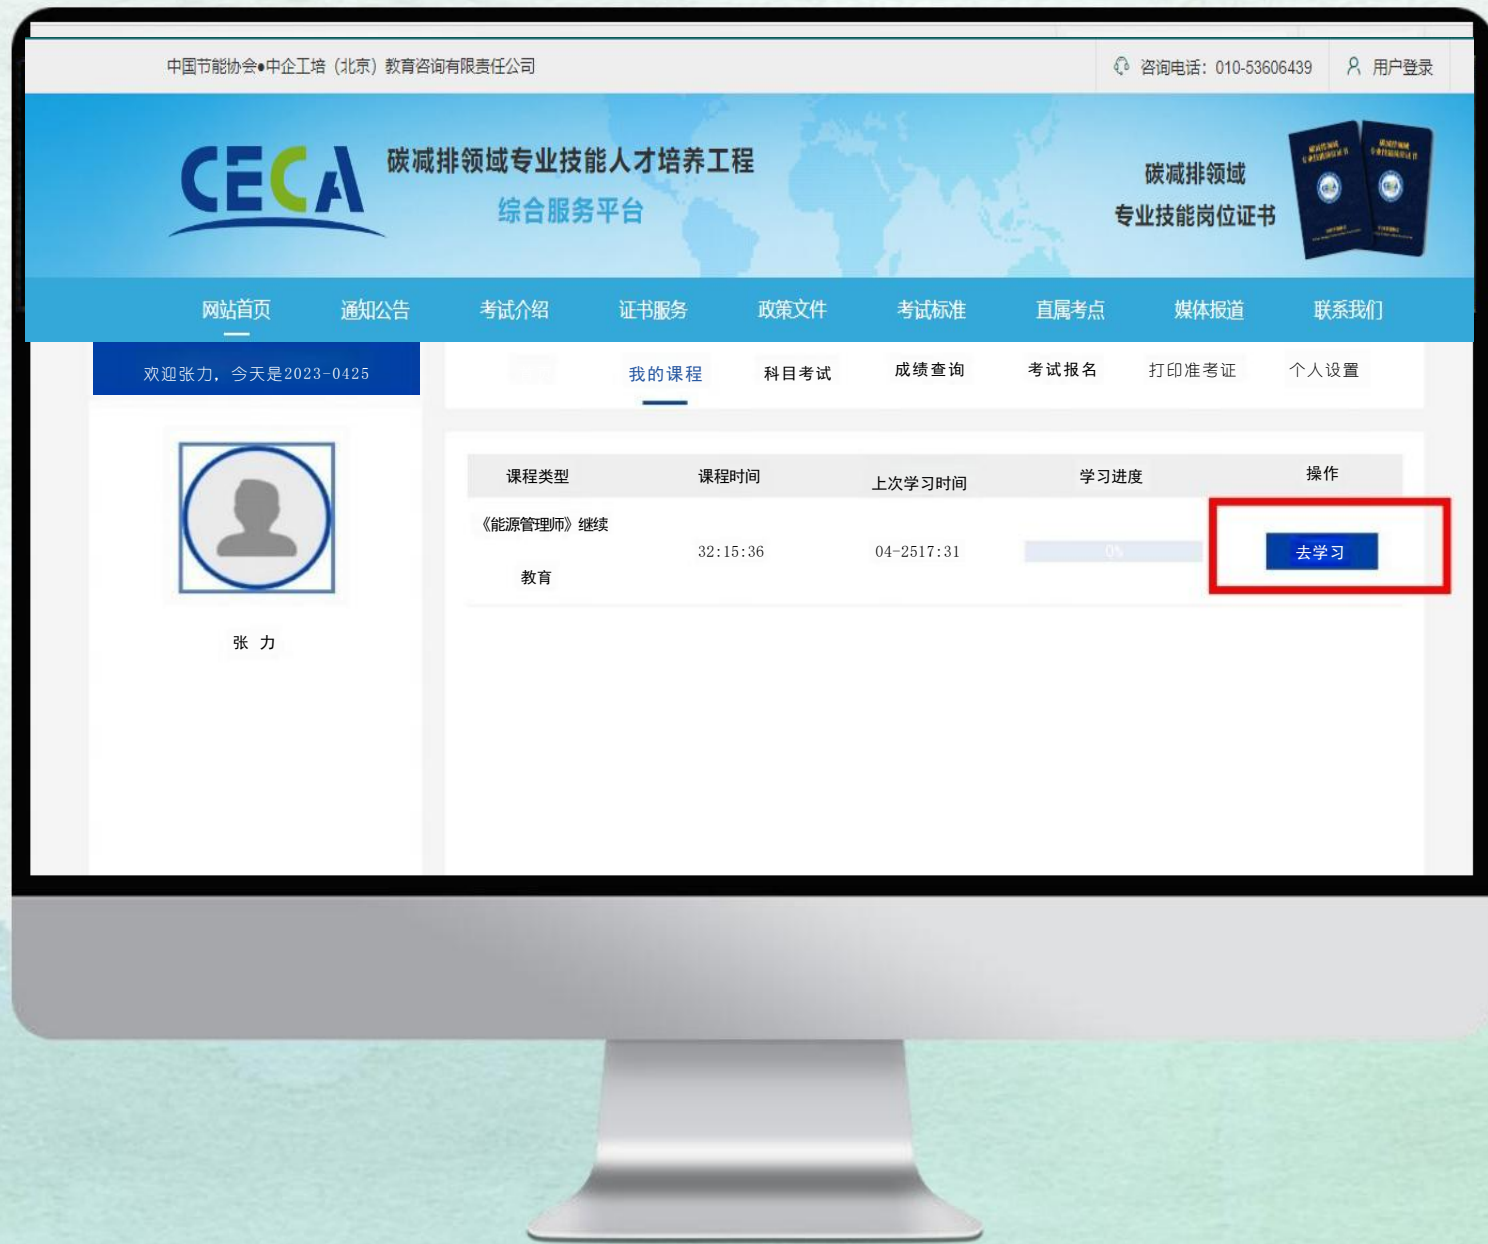 中国节能协会●中企工培（北京）教育咨询有限责任公司
咨询电话：010-53606439
用户登录
CECA
碳减排领域专业技能人才培养工程
综合服务平台
碳减排领域
专业技能岗位证书
网站首页 通知公告 考试介绍 证书服务 政策文件 考试标准 直属考点 媒体报道 联系我们
欢迎张力，今天是2023-0425
我的课程 科目考试 成绩查询 考试报名 打印准考证 个人设置
张 力
课程类型 课程时间 上次学习时间 学习进度 操作
《能源管理师》继续
教育
32:15:36 04-2517:31 0% 去学习